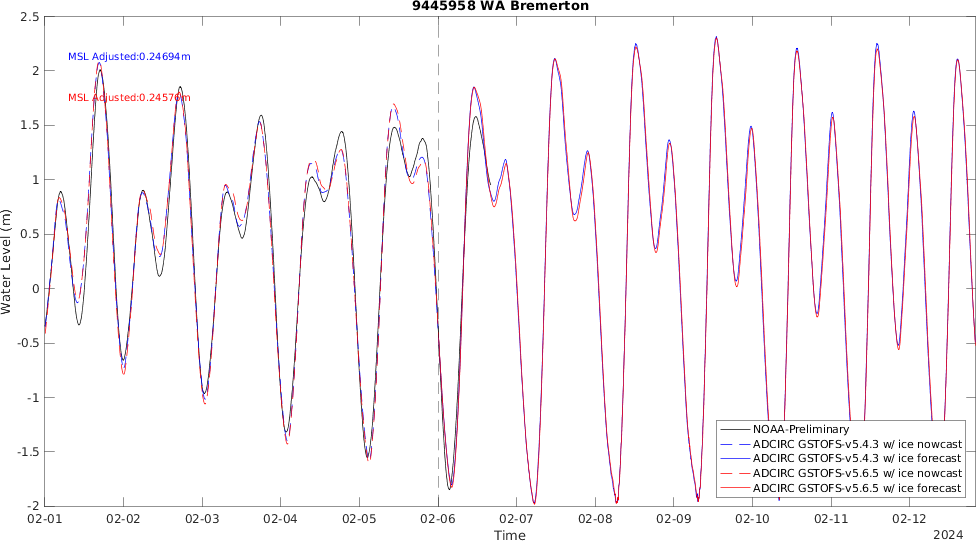 9445958 WA Bremerton
MSL Adjusted:0.24694m
MSL Adjusted:0.24576m
Water Level (m)
2.5
2
1.5
1
0.5
0
-0.5
-1
-1.5
-2
NOAA-Preliminary
ADCIRC GSTOFS-v5.4.3 w/ ice nowcast
ADCIRC GSTOFS-v5.4.3 w/ ice forecast
ADCIRC GSTOFS-v5.6.5 w/ ice nowcast
ADCIRC GSTOFS-v5.6.5 w/ ice forecast
02-01 02-02 02-03 02-04 02-05 02-06 02-07 02-08 02-09 02-10 02-11 02-12
Time
2024